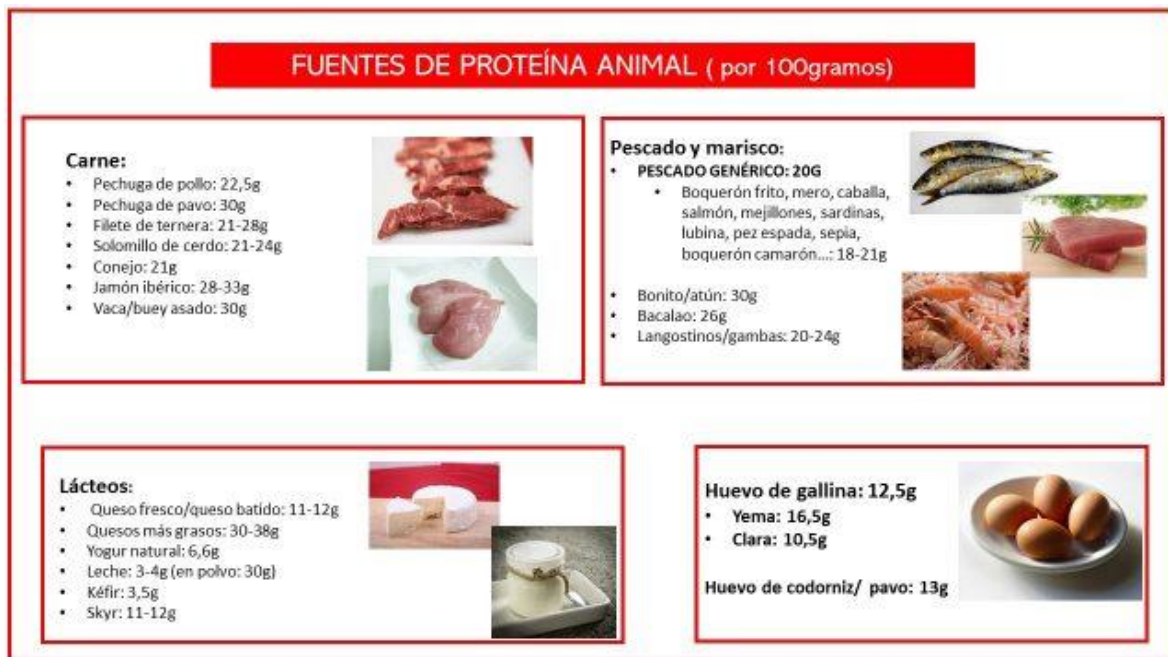 FUENTES DE PROTEÍNA ANIMAL ( por 100gramos)
Carne:
• Pechuga de pollo: 22,5g
• Pechuga de pavo: 30g
• Filete de ternera: 21-28g
• Solomillo de cerdo: 21-24g
• Conejo: 21g
• Jamón ibérico: 28-33g
• Vaca/buey asado: 30g
Pescado y marisco:
• PESCADO GENÉRICO: 20G
• Boquerón frito, mero, caballa,
salmón, mejillones, sardinas,
lubina, pez espada, sepia,
boquerón camarón...: 18-21g
• Bonito/atún: 30g
• Bacalao: 26g
• Langostinos/gambas: 20-24g
Lácteos:
• Queso fresco/queso batido: 11-12g
• Quesos más grasos: 30-38g
• Yogur natural: 6,6g
• Leche: 3-4g (en polvo: 30g)
• Kéfir: 3,5g
• Skyr: 11-12g
Huevo de gallina: 12,5g
• Yema: 16,5g
• Clara: 10,5g
Huevo de codorniz/ pavo: 13g